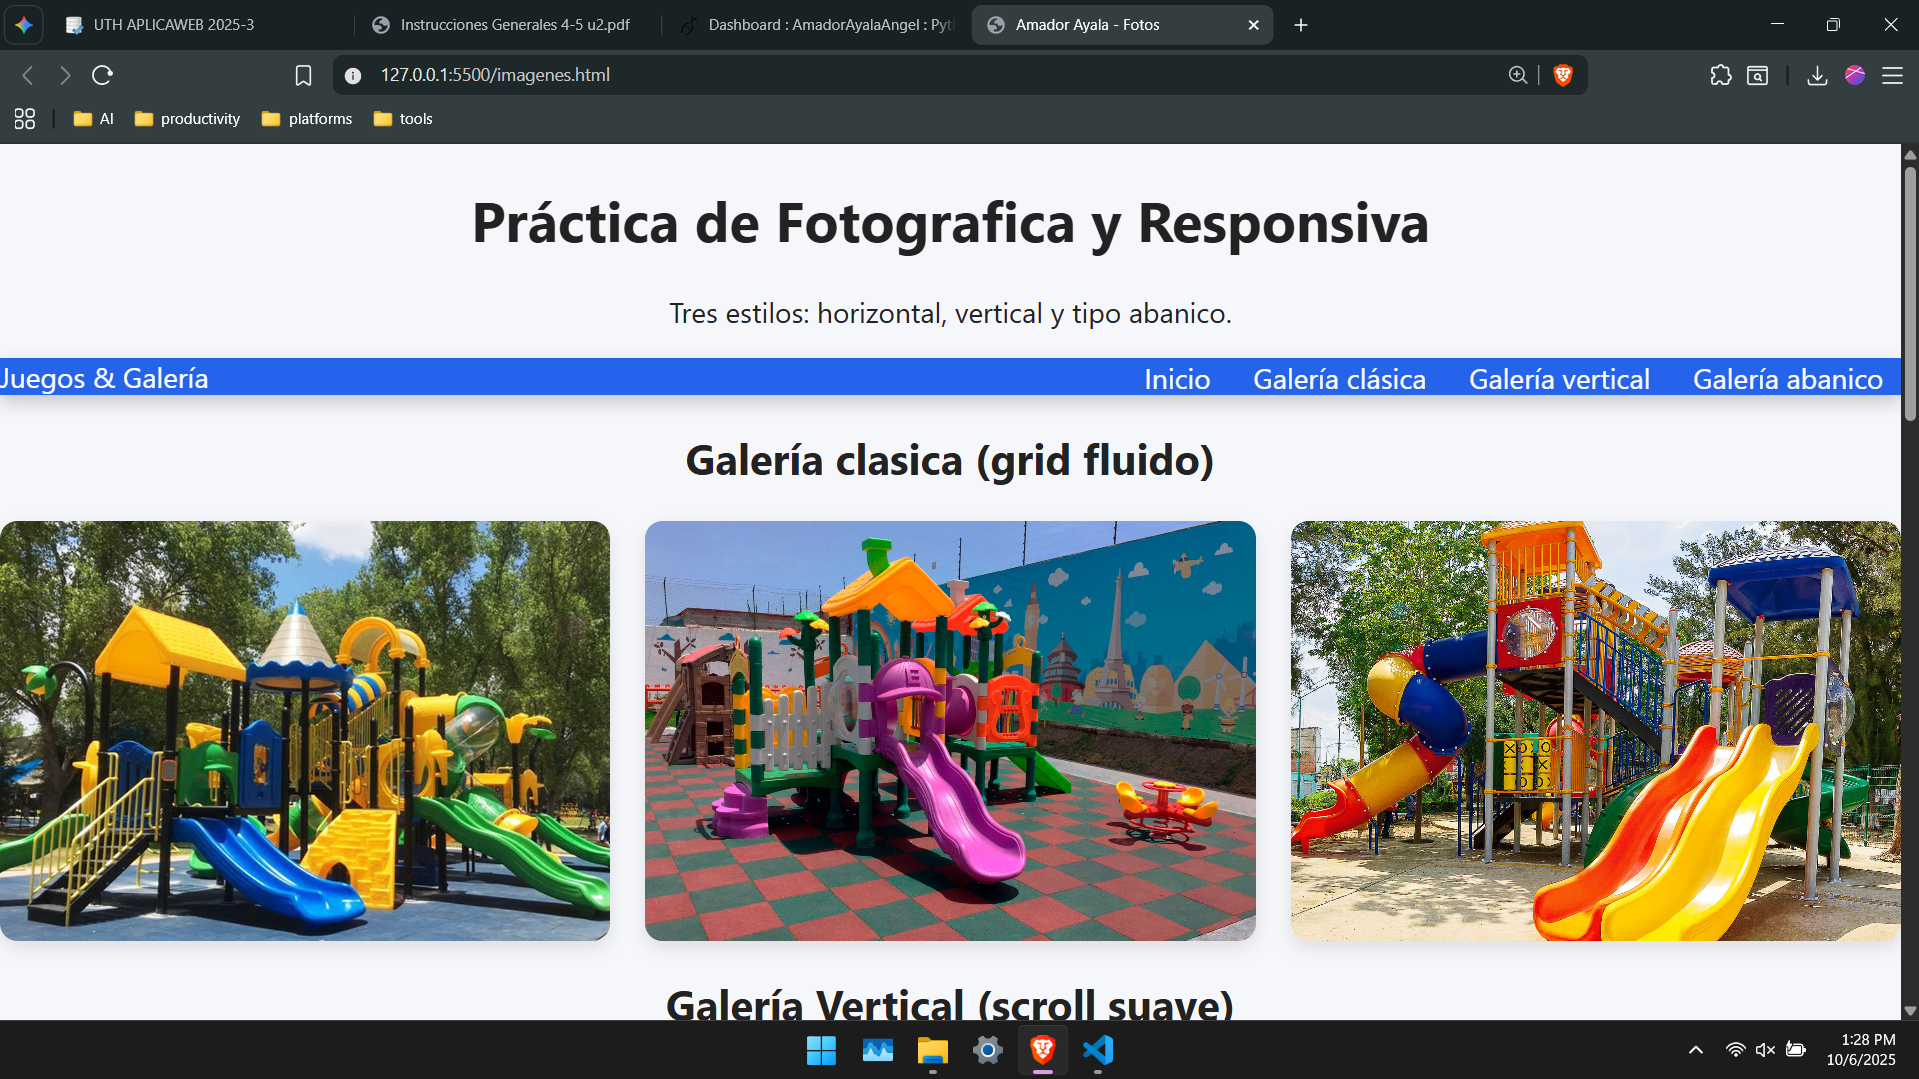 UTH APLICAWEB 2025-3
Instrucciones Generales 4-5 u2.pdf
Dashboard : AmadorAyalaAngel : Pyt
Amador Ayala - Fotos
127.0.0.1:5500/imagenes.html
AI
productivity
platforms
tools
Práctica de Fotografica y Responsiva
Tres estilos: horizontal, vertical y tipo abanico.
Juegos & Galería
Inicio
Galería clásica
Galería vertical
Galería abanico
Galería clasica (grid fluido)
Galería Vertical (scroll suave)
1:28 PM
10/6/2025